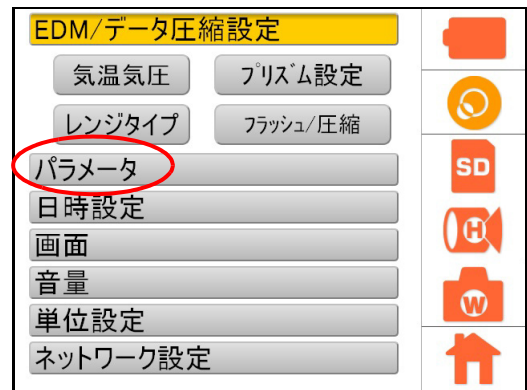 EDM/データ圧縮設定
気温気圧 プリズム設定
レンジタイプ フラッシュ/圧縮
パラメータ
SD
日時設定
画面
H
音量
W
単位設定
ネットワーク設定